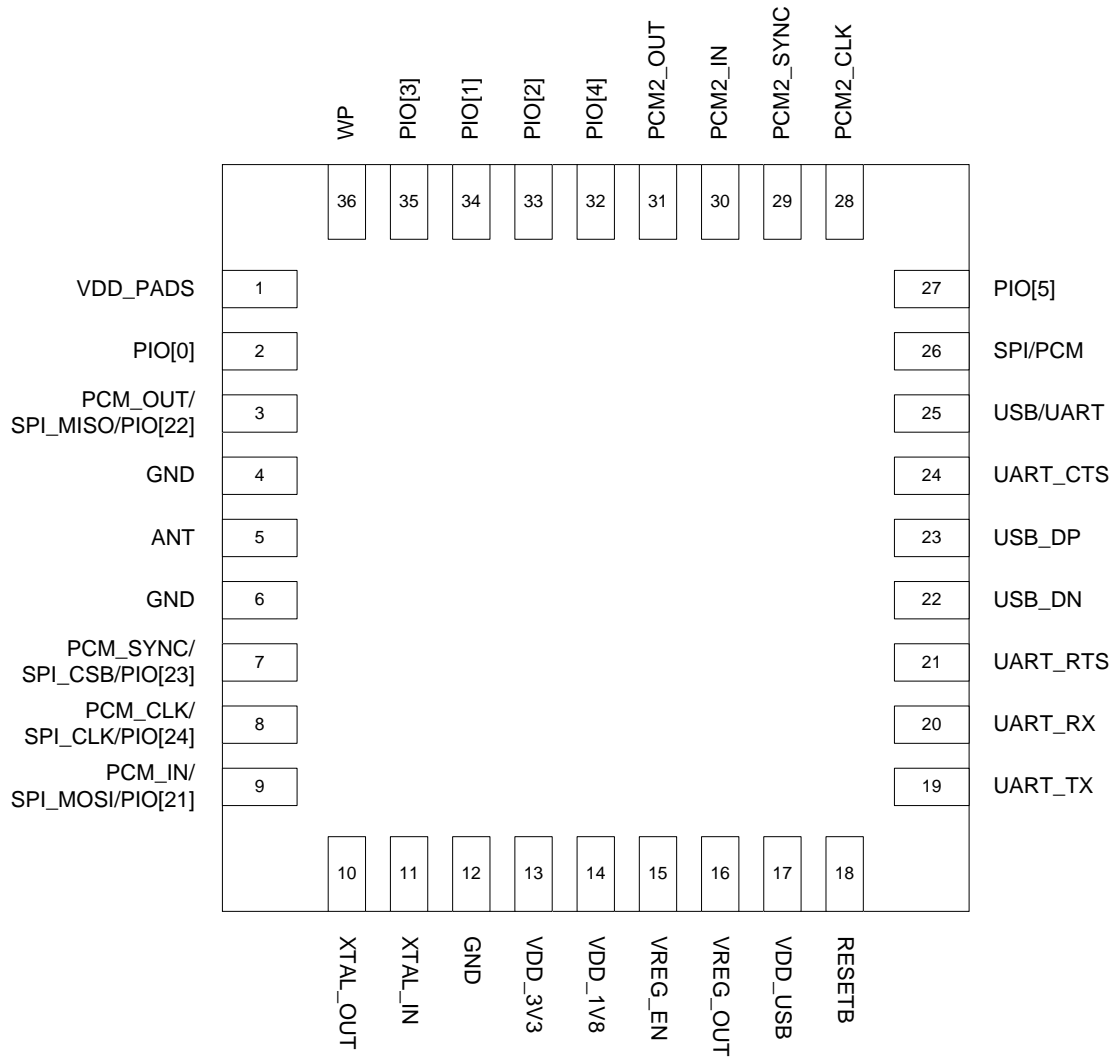 WP
PIO[3]
PIO[1]
PIO[2]
PIO[4]
PCM2_OUT
PCM2_IN
PCM2_SYNC
PCM2_CLK
36
35
34
33
32
31
30
29
28
VDD_PADS
1
PIO[0]
2
PCM_OUT/
SPI_MISO/PIO[22]
3
GND
4
ANT
5
GND
6
PCM_SYNC/
SPI_CSB/PIO[23]
7
PCM_CLK/
SPI_CLK/PIO[24]
8
PCM_IN/
SPI_MOSI/PIO[21]
9
27
PIO[5]
26
SPI/PCM
25
USB/UART
24
UART_CTS
23
USB_DP
22
USB_DN
21
UART_RTS
20
UART_RX
19
UART_TX
10
11
12
13
14
15
16
17
18
XTAL_OUT
XTAL_IN
GND
VDD_3V3
VDD_1V8
VREG_EN
VREG_OUT
VDD_USB
RESETB